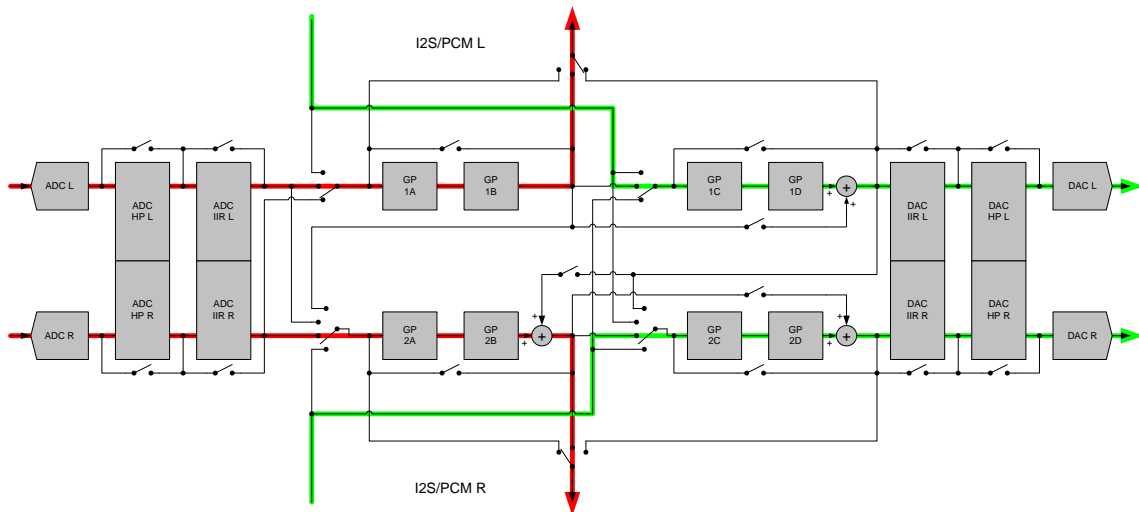 I2S/PCM L
ADC L
ADC
HP L
ADC
IIR L
GP
1A
GP
1B
GP
1C
GP
1D
+
+
+
DAC
IIR L
DAC
HP L
DAC L
ADC R
ADC
HP R
ADC
IIR R
GP
2A
GP
2B
+
+
+
GP
2C
GP
2D
+
+
+
DAC
IIR R
DAC
HP R
DAC R
I2S/PCM R